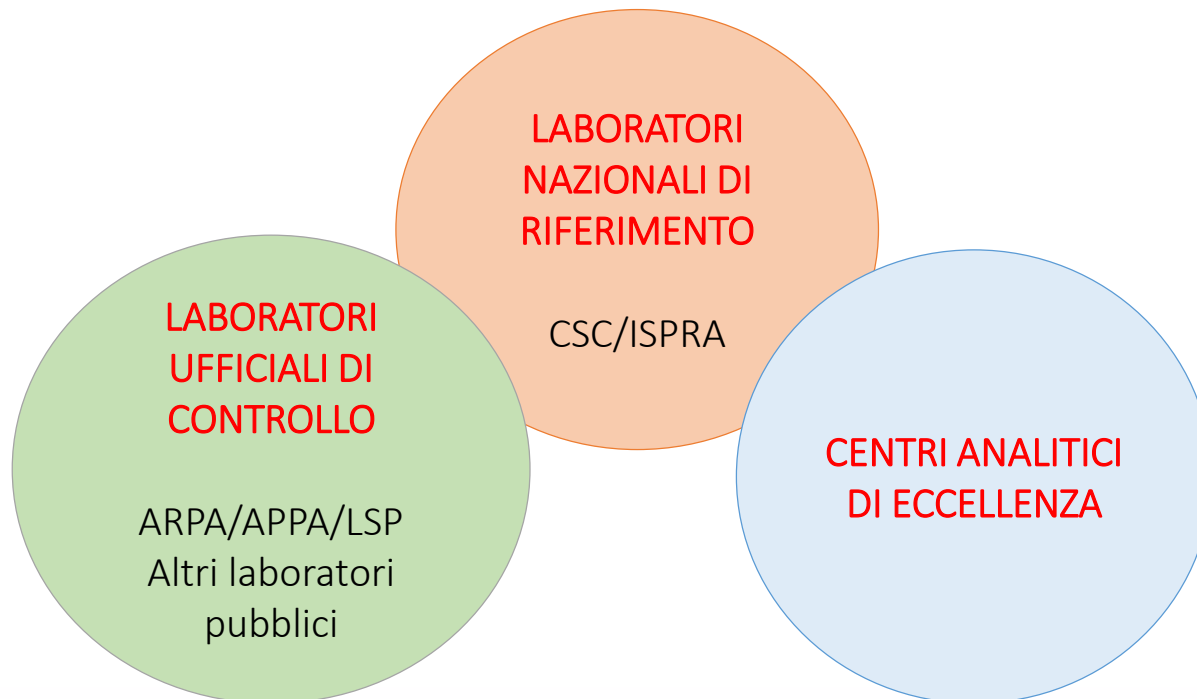 LABORATORI
NAZIONALI DI
RIFERIMENTO
CSC/ISPRA
LABORATORI
UFFICIALI DI
CONTROLLO
ARPA/APPA/LSP
Altri laboratori
pubblici
CENTRI ANALITICI
DI ECCELLENZA